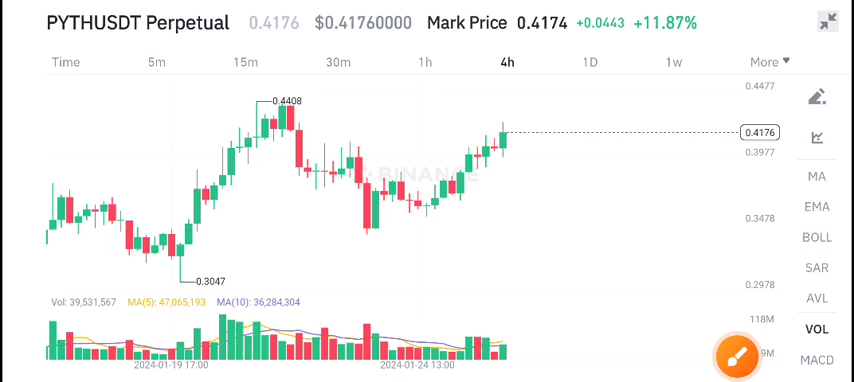 PYTHUSDT Perpetual 0.4176 $0.41760000 Mark Price 0.4174 +0.0443 +11.87%
Time 5m 15m 30m 1h 4h 1D 1w More
0.4477
0.4408
0.4176
0.3977
BINANCE
0.3478
0.3047
0.2978
Vol: 39,531,567 MA(5): 47,065,193 MA(10): 36,284,304
118M
9M
2024-01-19 17:00 2024-01-24 13:00
MA
EMA
BOLL
SAR
AVL
VOL
MACD